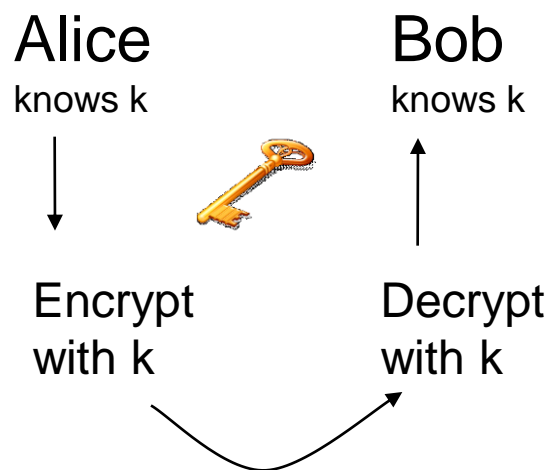 Alice
knows k
Bob
knows k
Encrypt
with k
Decrypt
with k